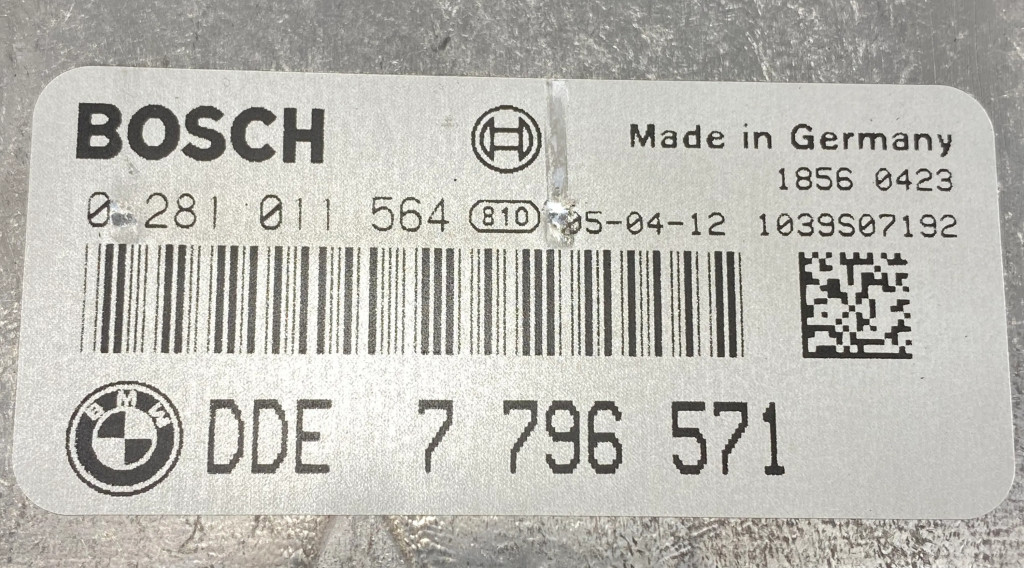 BOSCH
Made in Germany
1856 0423
0 281 011 564 810 05-04-12 1039S07192
BMW DDE 7 796 571